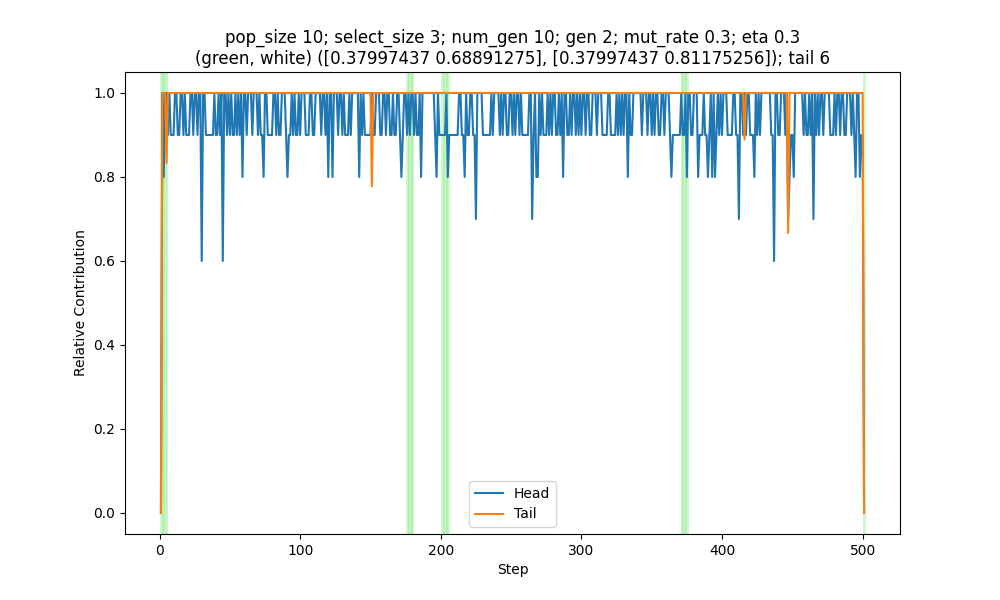 pop_size 10; select_size 3; num_gen 10; gen 2; mut_rate 0.3; eta 0.3
(green, white) ([0.37997437 0.68891275], [0.37997437 0.81175256]); tail 6
Relative Contribution
1.0
0.8
0.6
0.4
0.2
0.0
Head
Tail
0
100
200
300
400
500
Step